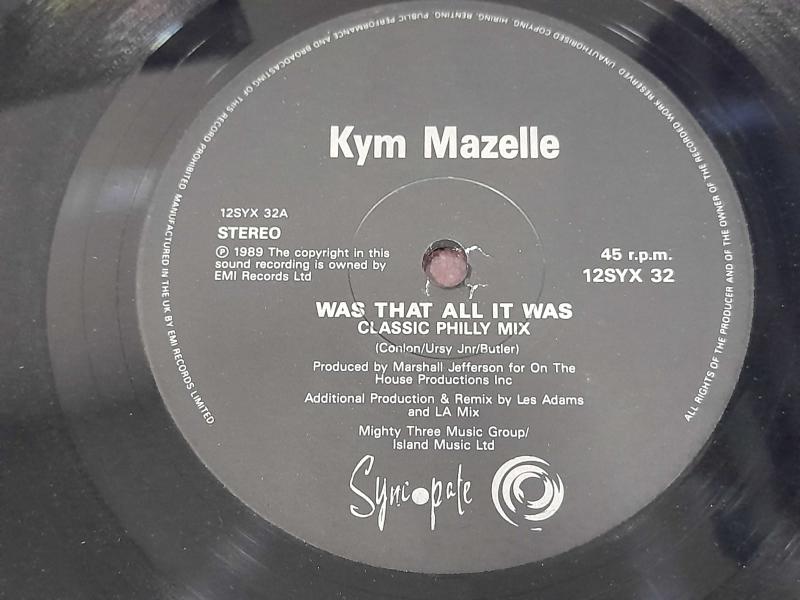 Kym Mazelle
12SYX 32A
STEREO
℗ 1989 The copyright in this
sound recording is owned by
EMI Records Ltd
45 r.p.m.
12SYX 32
WAS THAT ALL IT WAS
CLASSIC PHILLY MIX
(Conlon/Ursy Jnr/Butler)
Produced by Marshall Jefferson for On The
House Productions Inc
Additional Production & Remix by Les Adams
and LA Mix
Mighty Three Music Group/
Island Music Ltd
Syncopate
ALL RIGHTS OF THE PRODUCER AND OF THE OWNER OF THE RECORDED WORK RESERVED UNAUTHORISED COPYING, HIRING, RENTING, PUBLIC PERFORMANCE AND BROADCASTING OF THIS RECORD PROHIBITED MANUFACTURED IN THE UK BY EMI RECORDS LIMITED